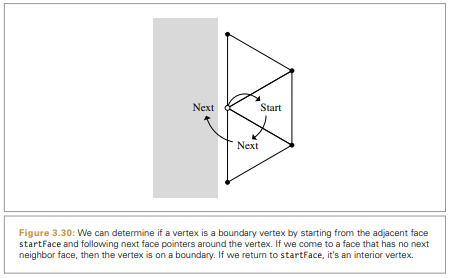 Next
Start
Next
Figure 3.30: We can determine if a vertex is a boundary vertex by starting from the adjacent face
startFace and following next face pointers around the vertex. If we come to a face that has no next
neighbor face, then the vertex is on a boundary. If we return to startFace, it's an interior vertex.